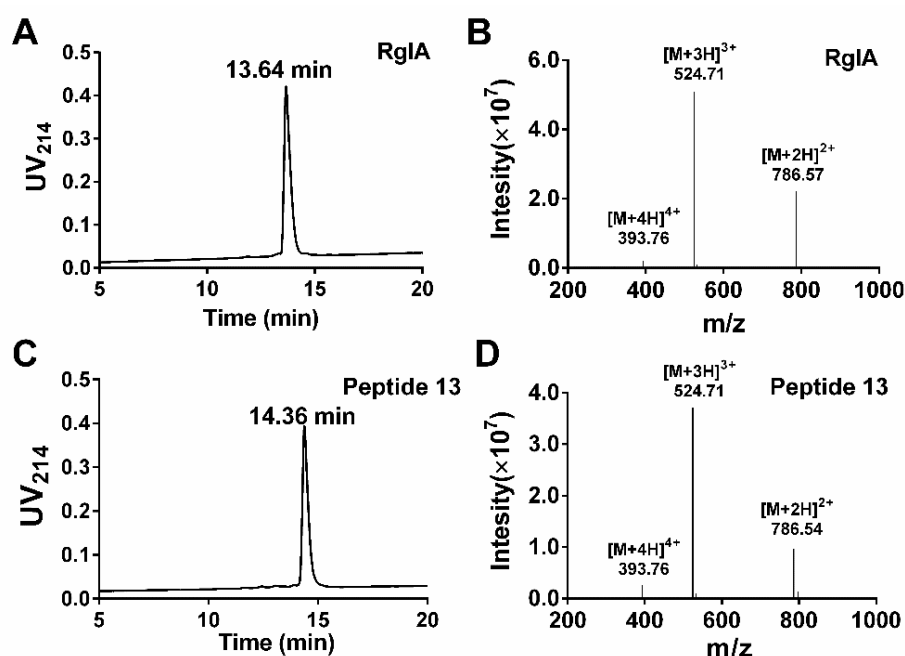 A
RgIA
13.64 min
0.5
0.4
0.3
0.2
0.1
0.0
UV214
5
10
15
20
Time (min)
B
RgIA
[M+3H]3+
524.71
[M+2H]2+
786.57
[M+4H]4+
393.76
6.0
4.0
2.0
0.0
Intesity(×10⁷)
200
400
600
800
1000
m/z
C
Peptide 13
14.36 min
0.5
0.4
0.3
0.2
0.1
0.0
UV214
5
10
15
20
Time (min)
D
Peptide 13
[M+3H]3+
524.71
[M+2H]2+
786.54
[M+4H]4+
393.76
4.0
3.0
2.0
1.0
0.0
Intesity(×10⁷)
200
400
600
800
1000
m/z